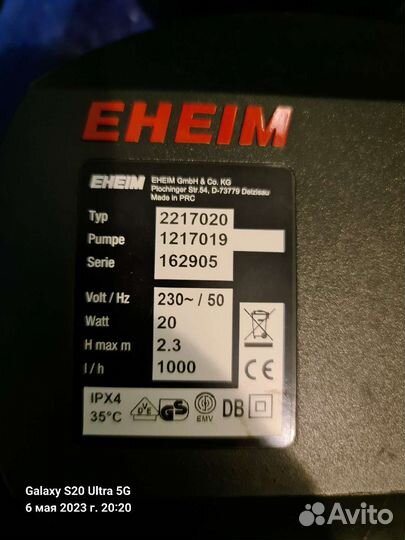 EHEIM
EHEIM EHEIM GmbH & Co. KG
Plochinger Str.54, D-73779 Deizisau
Made in PRC
Typ 2217020
Pumpe 1217019
Serie 162905
Volt / Hz 230~ / 50
Watt 20
H max m 2.3
l / h 1000
IPX4
35°C
VDE GS EMV DB
CE
Galaxy S20 Ultra 5G
6 мая 2023 г. 20:20
Avito